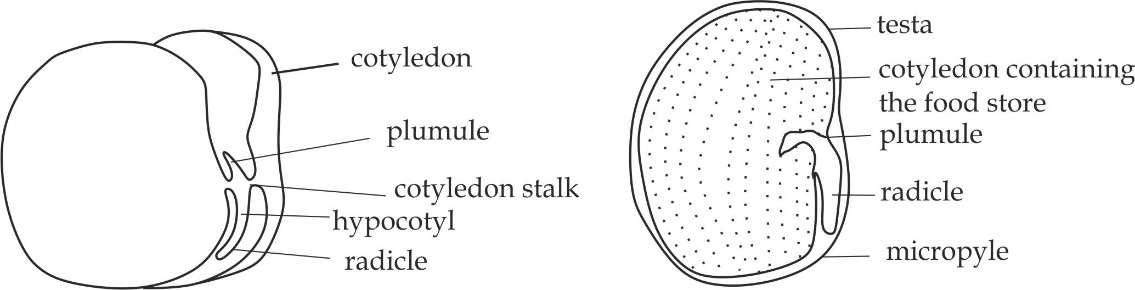 cotyledon
plumule
cotyledon stalk
hypocotyl
radicle
testa
cotyledon containing
the food store
plumule
radicle
micropyle